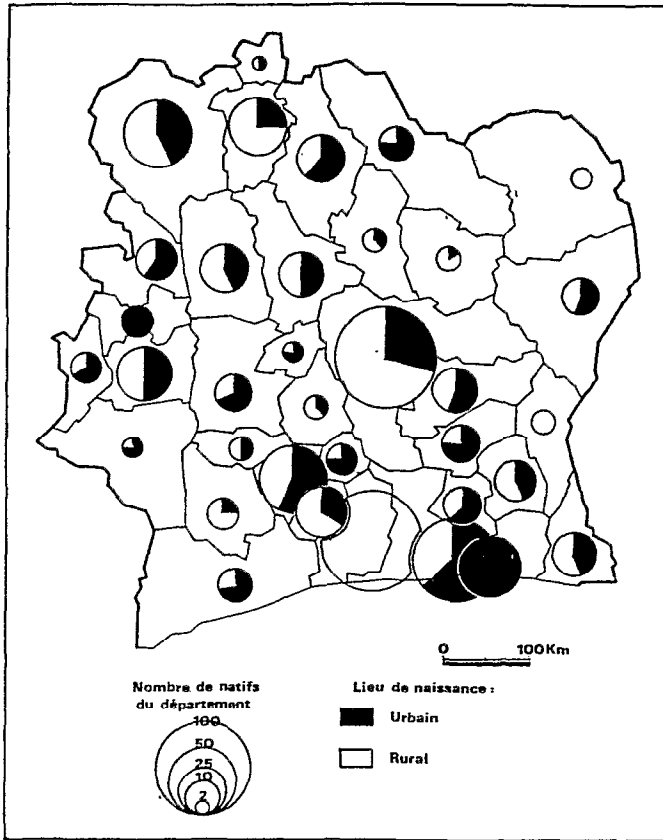 0 100Km
Nombre de natifs
du département
100
50
25
10
2
Lieu de naissance :
Urbain
Rural